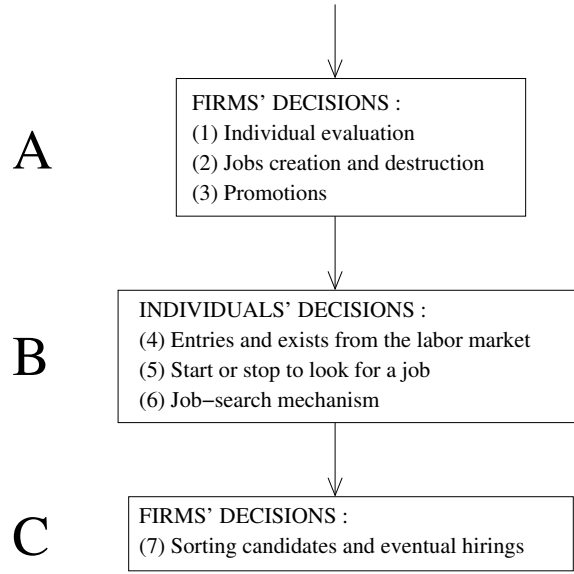 A
FIRMS' DECISIONS :
(1) Individual evaluation
(2) Jobs creation and destruction
(3) Promotions
B
INDIVIDUALS' DECISIONS :
(4) Entries and exists from the labor market
(5) Start or stop to look for a job
(6) Job−search mechanism
C
FIRMS' DECISIONS :
(7) Sorting candidates and eventual hirings